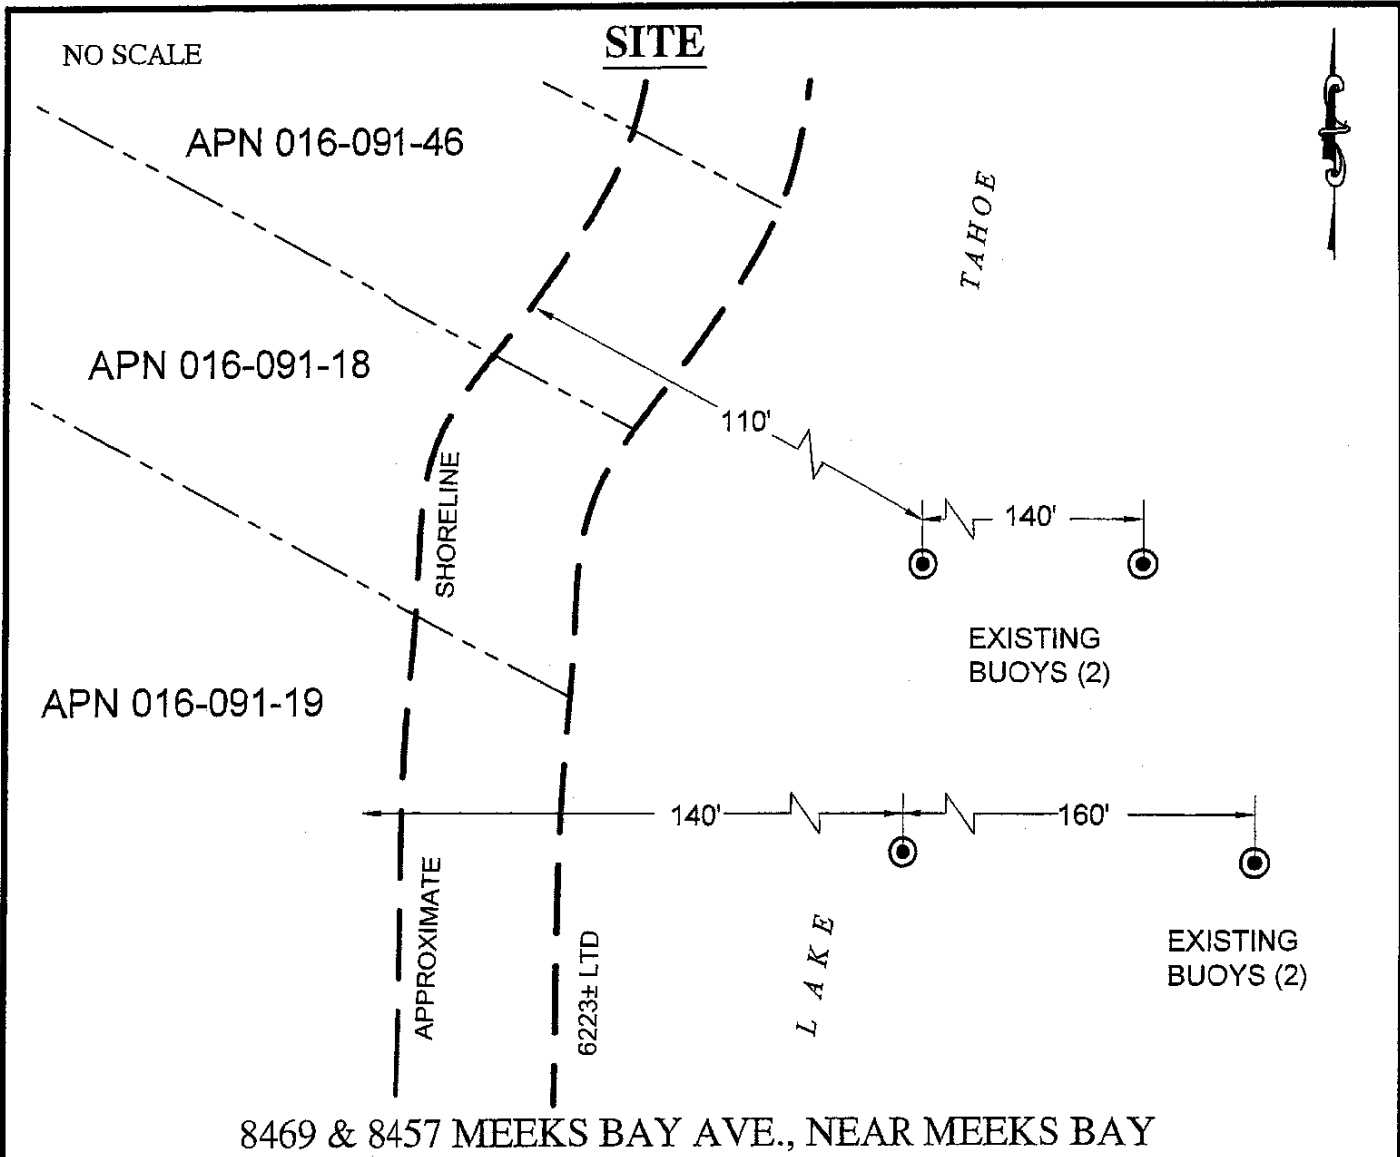 SITE
NO SCALE
APN 016-091-46
TAHOE
APN 016-091-18
110'
SHORELINE
140'
EXISTING
BUOYS (2)
APN 016-091-19
140'
160'
APPROXIMATE
6223± LTD
LAKE
EXISTING
BUOYS (2)
8469 & 8457 MEEKS BAY AVE., NEAR MEEKS BAY